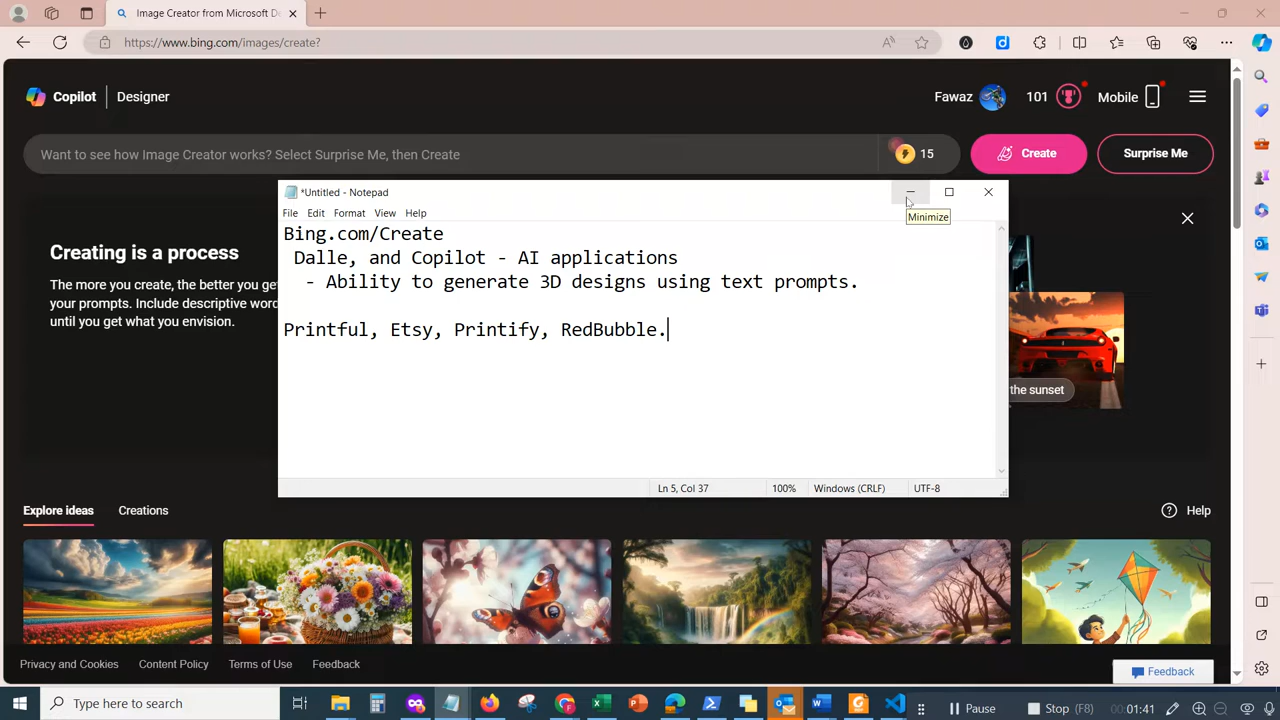 Image Creator from Microsoft De
https://www.bing.com/images/create?
Copilot
Designer
Fawaz
101
Mobile
Want to see how Image Creator works? Select Surprise Me, then Create
15
Create
Surprise Me
*Untitled - Notepad
Minimize
File Edit Format View Help
Bing.com/Create
Dalle, and Copilot - AI applications
- Ability to generate 3D designs using text prompts.
Printful, Etsy, Printify, RedBubble.
Ln 5, Col 37
100%
Windows (CRLF)
UTF-8
Creating is a process
The more you create, the better you ge
your prompts. Include descriptive word
until you get what you envision.
the sunset
Explore ideas
Creations
Help
Privacy and Cookies
Content Policy
Terms of Use
Feedback
Feedback
Type here to search
Pause
Stop (F8)
00:01:41